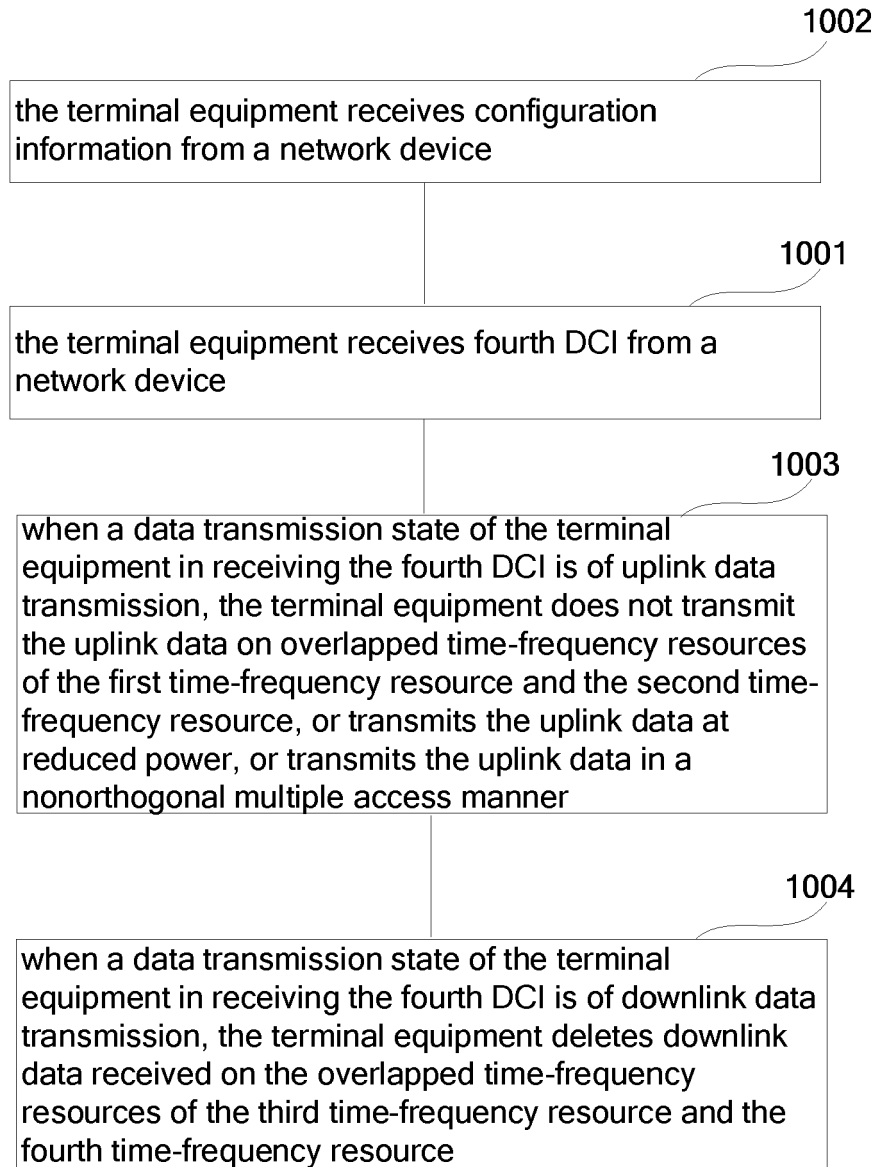 1002
the terminal equipment receives configuration
information from a network device
1001
the terminal equipment receives fourth DCI from a
network device
1003
when a data transmission state of the terminal
equipment in receiving the fourth DCI is of uplink data
transmission, the terminal equipment does not transmit
the uplink data on overlapped time-frequency resources
of the first time-frequency resource and the second time-
frequency resource, or transmits the uplink data at
reduced power, or transmits the uplink data in a
nonorthogonal multiple access manner
1004
when a data transmission state of the terminal
equipment in receiving the fourth DCI is of downlink data
transmission, the terminal equipment deletes downlink
data received on the overlapped time-frequency
resources of the third time-frequency resource and the
fourth time-frequency resource